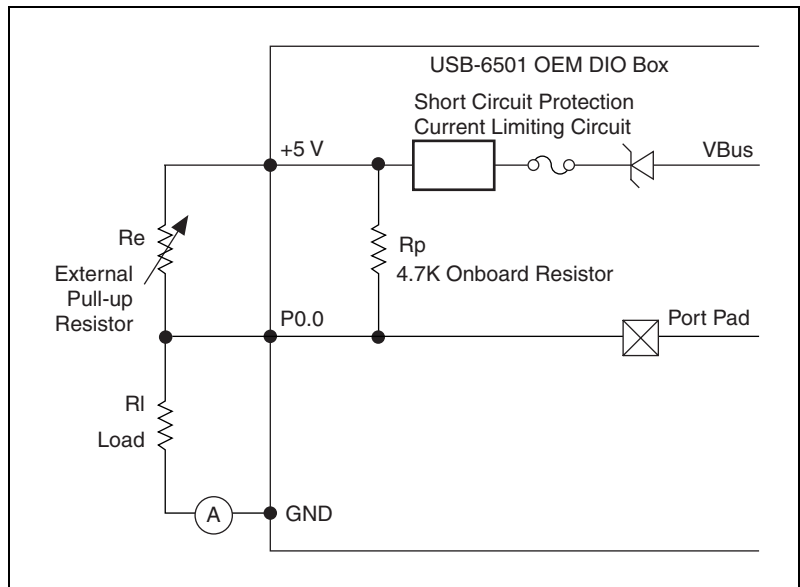 USB-6501 OEM DIO Box
Short Circuit Protection
Current Limiting Circuit
+5 V
VBus
Re
External
Pull-up
Resistor
Rp
4.7K Onboard Resistor
P0.0
Port Pad
Rl
Load
A
GND